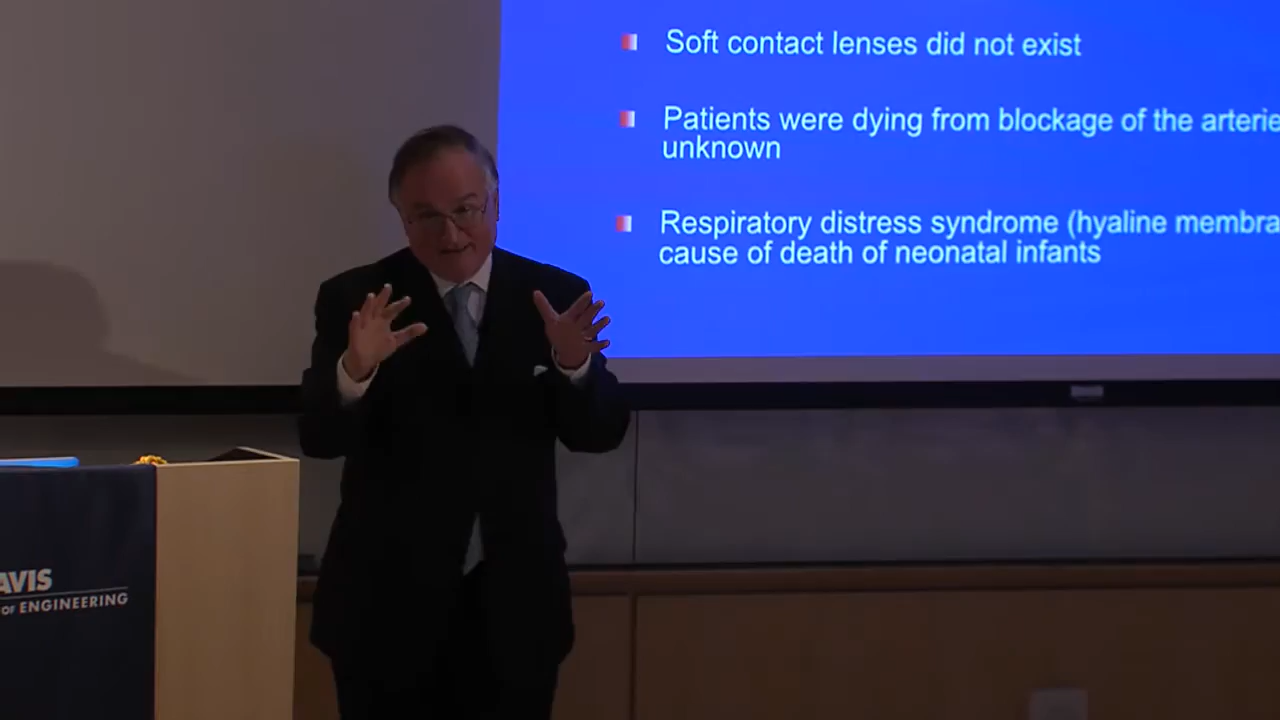 Soft contact lenses did not exist
Patients were dying from blockage of the arterie
unknown
Respiratory distress syndrome (hyaline membra
cause of death of neonatal infants
AVIS
OF ENGINEERING